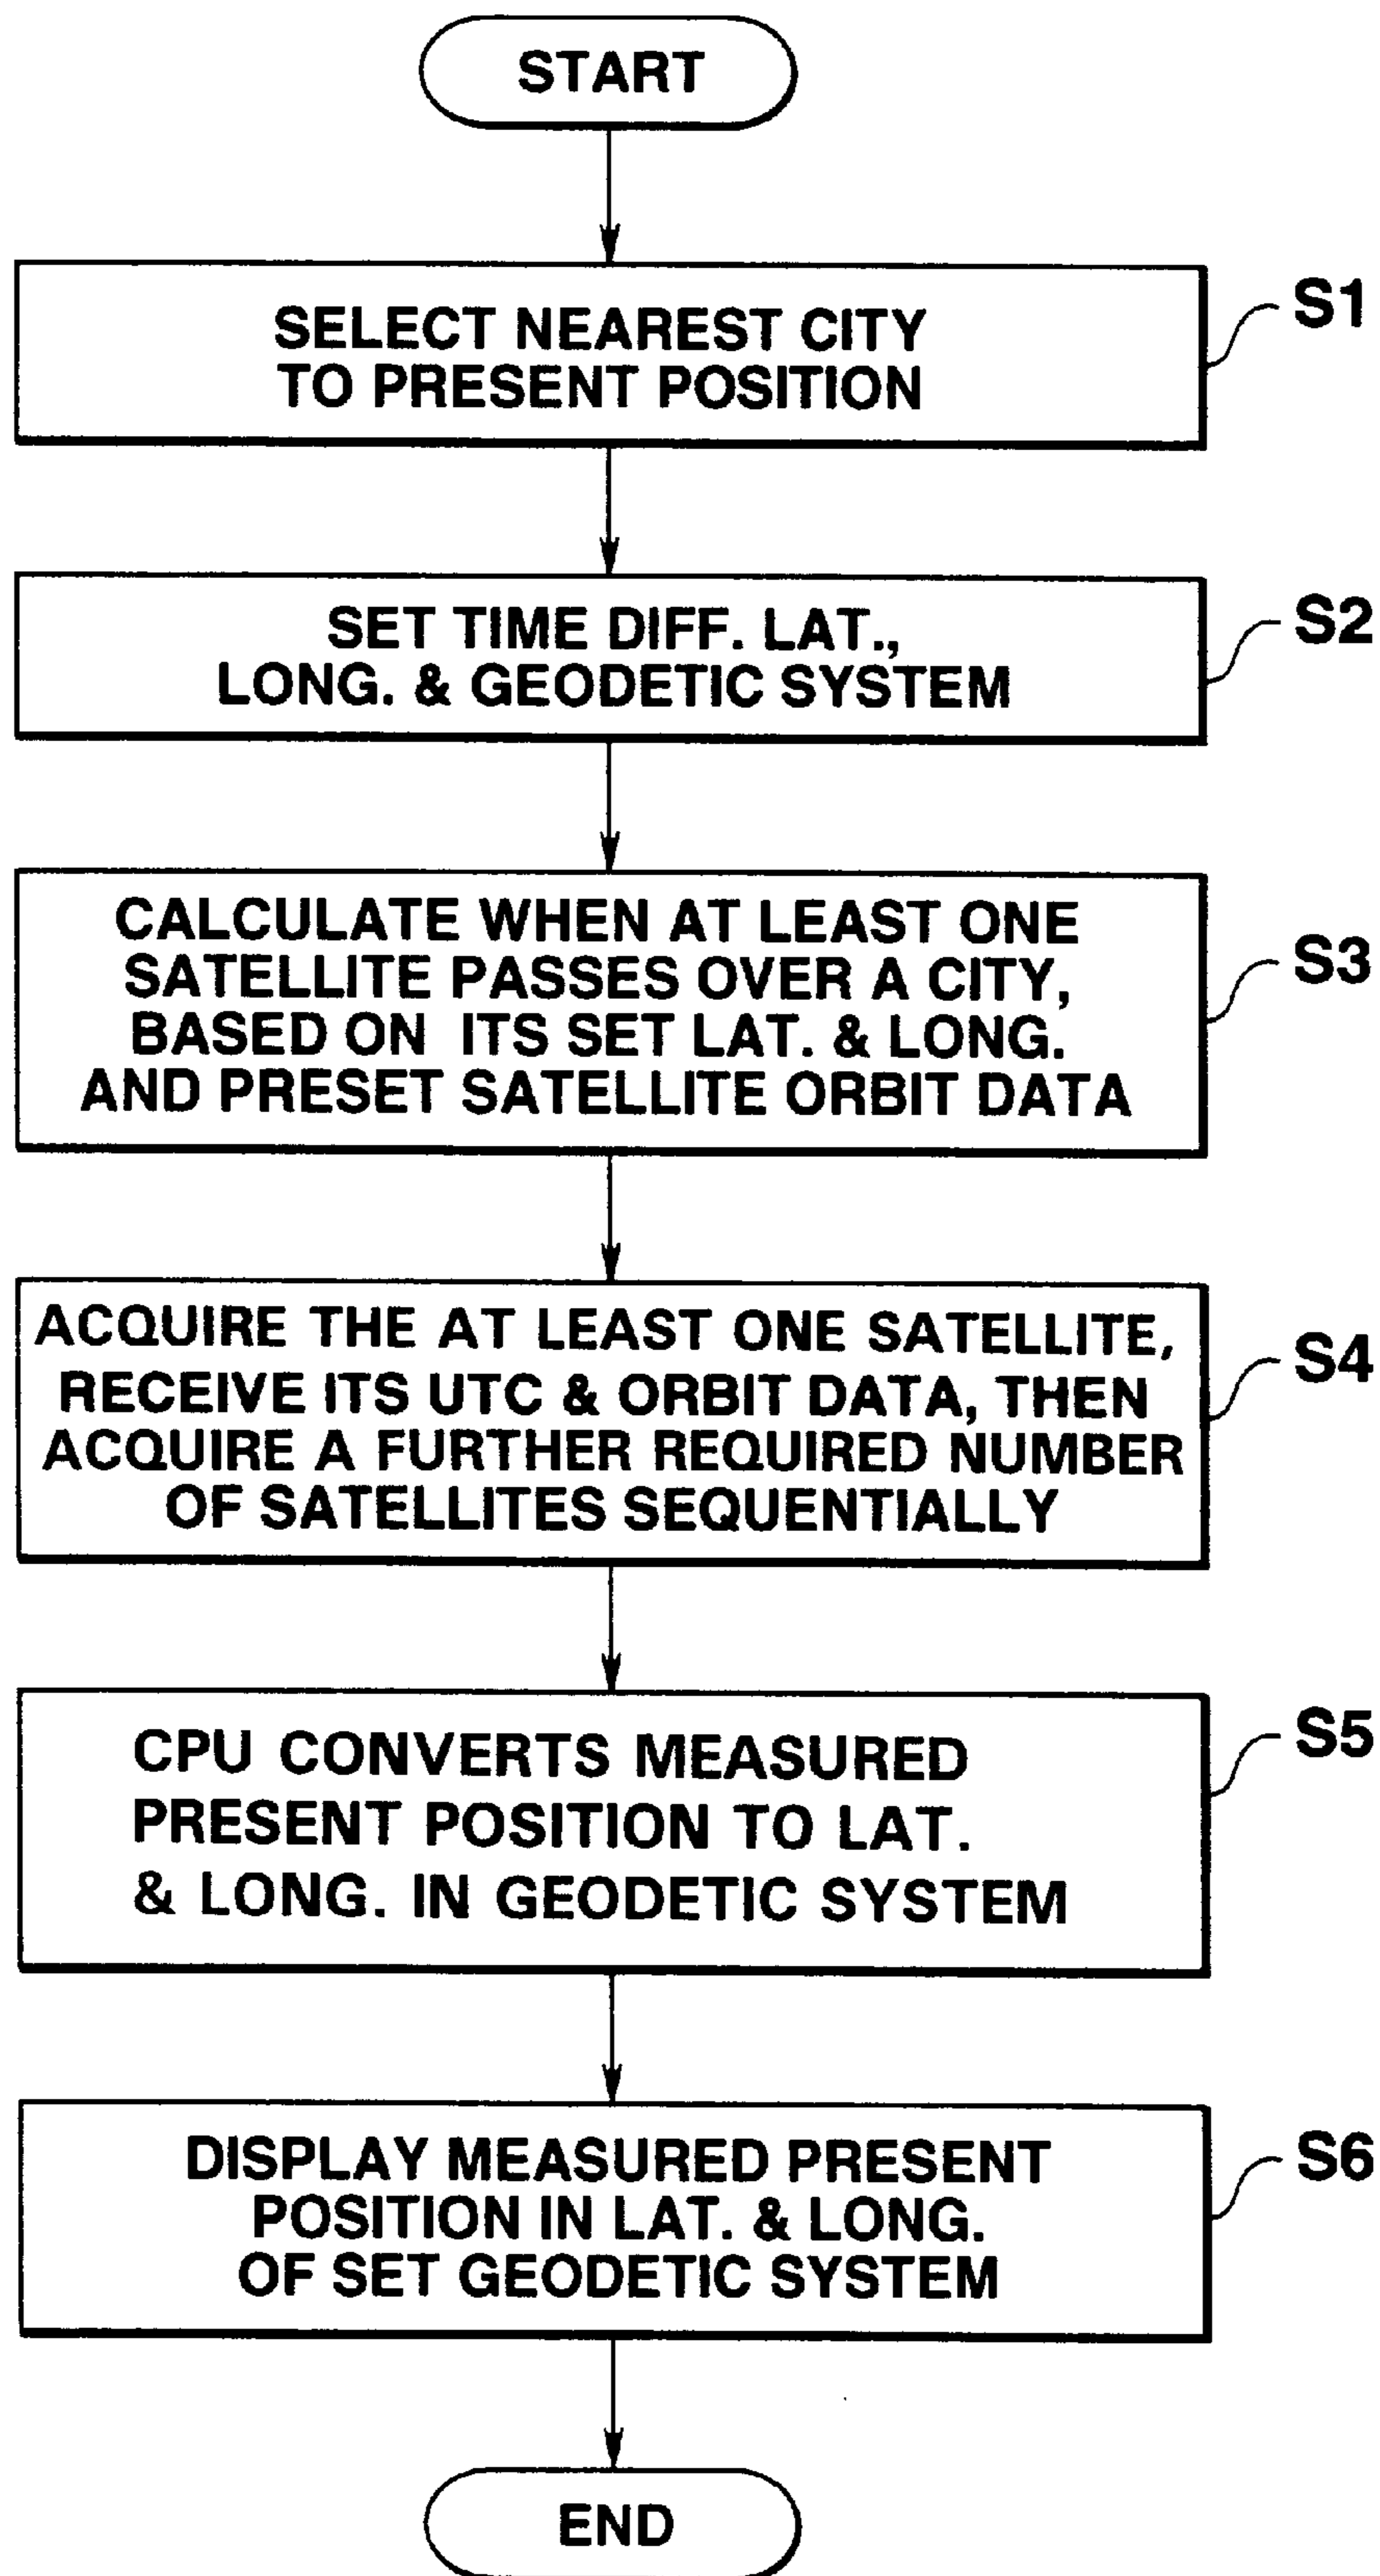 START
SELECT NEAREST CITY
TO PRESENT POSITION
S1
SET TIME DIFF. LAT.,
LONG. & GEODETIC SYSTEM
S2
CALCULATE WHEN AT LEAST ONE
SATELLITE PASSES OVER A CITY,
BASED ON ITS SET LAT. & LONG.
AND PRESET SATELLITE ORBIT DATA
S3
ACQUIRE THE AT LEAST ONE SATELLITE,
RECEIVE ITS UTC & ORBIT DATA, THEN
ACQUIRE A FURTHER REQUIRED NUMBER
OF SATELLITES SEQUENTIALLY
S4
CPU CONVERTS MEASURED
PRESENT POSITION TO LAT.
& LONG. IN GEODETIC SYSTEM
S5
DISPLAY MEASURED PRESENT
POSITION IN LAT. & LONG.
OF SET GEODETIC SYSTEM
S6
END